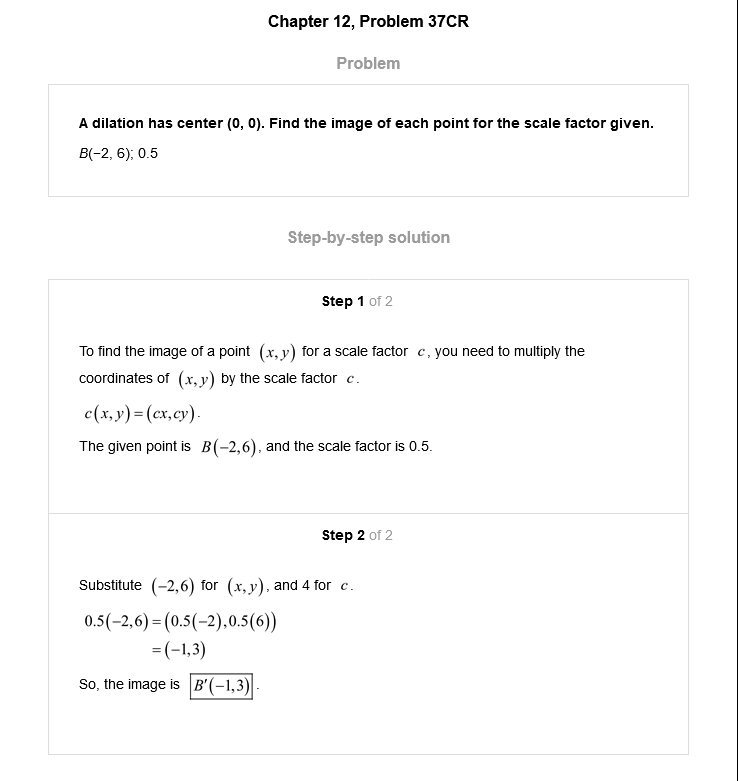 Chapter 12, Problem 37CR
Problem
A dilation has center (0, 0). Find the image of each point for the scale factor given.
B(−2, 6); 0.5
Step-by-step solution
Step 1 of 2
To find the image of a point (x, y) for a scale factor c, you need to multiply the
coordinates of (x, y) by the scale factor c.
c(x, y) = (cx, cy).
The given point is B(−2,6), and the scale factor is 0.5.
Step 2 of 2
Substitute (−2,6) for (x, y), and 4 for c.
0.5(−2,6) = (0.5(−2),0.5(6))
= (−1,3)
So, the image is B′(−1,3).